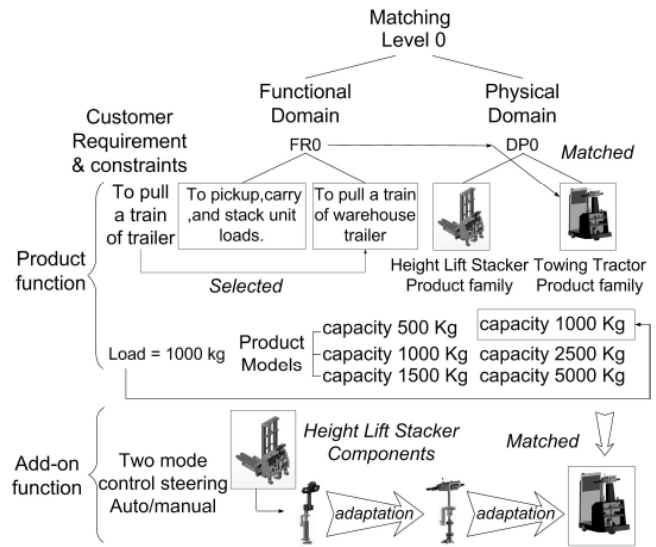 Matching
Level 0
Functional
Domain
Physical
Domain
Customer
Requirement
& constraints
FR0
DP0
Matched
To pull
a train
of trailer
To pickup,carry
,and stack unit
loads.
To pull a train
of warehouse
trailer
Product
function
Selected
Height Lift Stacker
Product family
Towing Tractor
Product family
Load = 1000 kg
Product
Models
capacity 500 Kg
capacity 1000 Kg
capacity 1500 Kg
capacity 1000 Kg
capacity 2500 Kg
capacity 5000 Kg
Add-on
function
Two mode
control steering
Auto/manual
Height Lift Stacker
Components
Matched
adaptation
adaptation